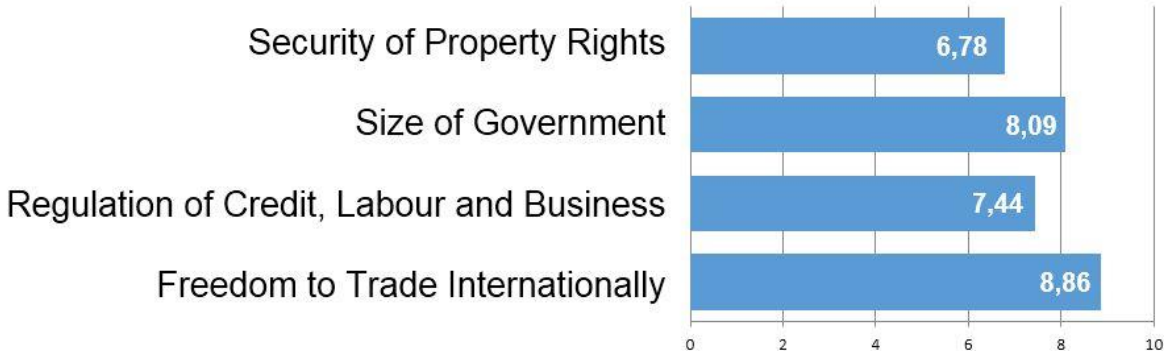 Security of Property Rights
6,78
Size of Government
8,09
Regulation of Credit, Labour and Business
7,44
Freedom to Trade Internationally
8,86
0 2 4 6 8 10